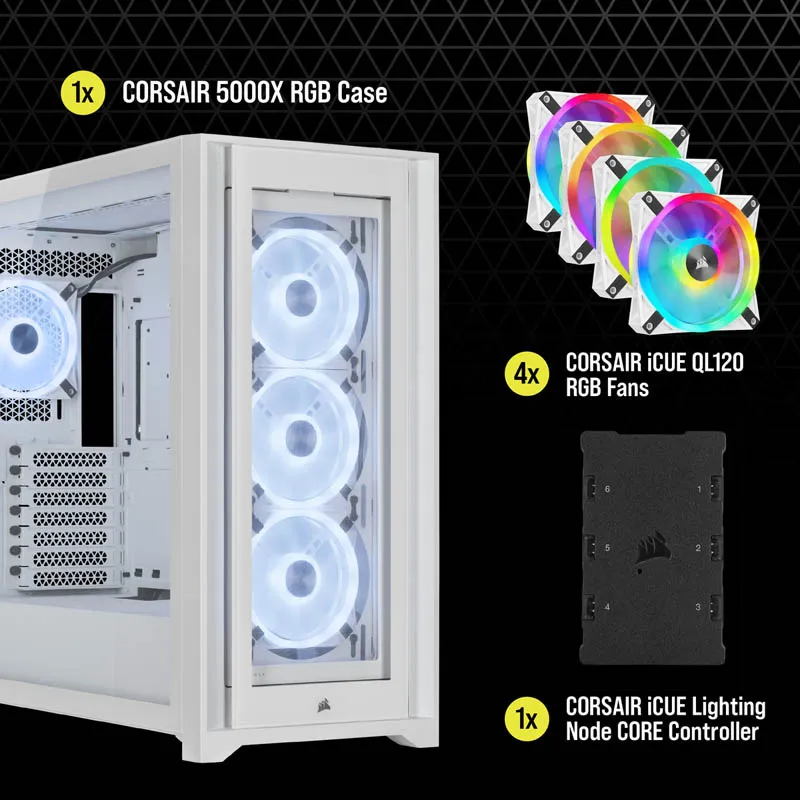 1x CORSAIR 5000X RGB Case
4x CORSAIR iCUE QL120
RGB Fans
6 1
5 2
4 3
1x CORSAIR iCUE Lighting
Node CORE Controller